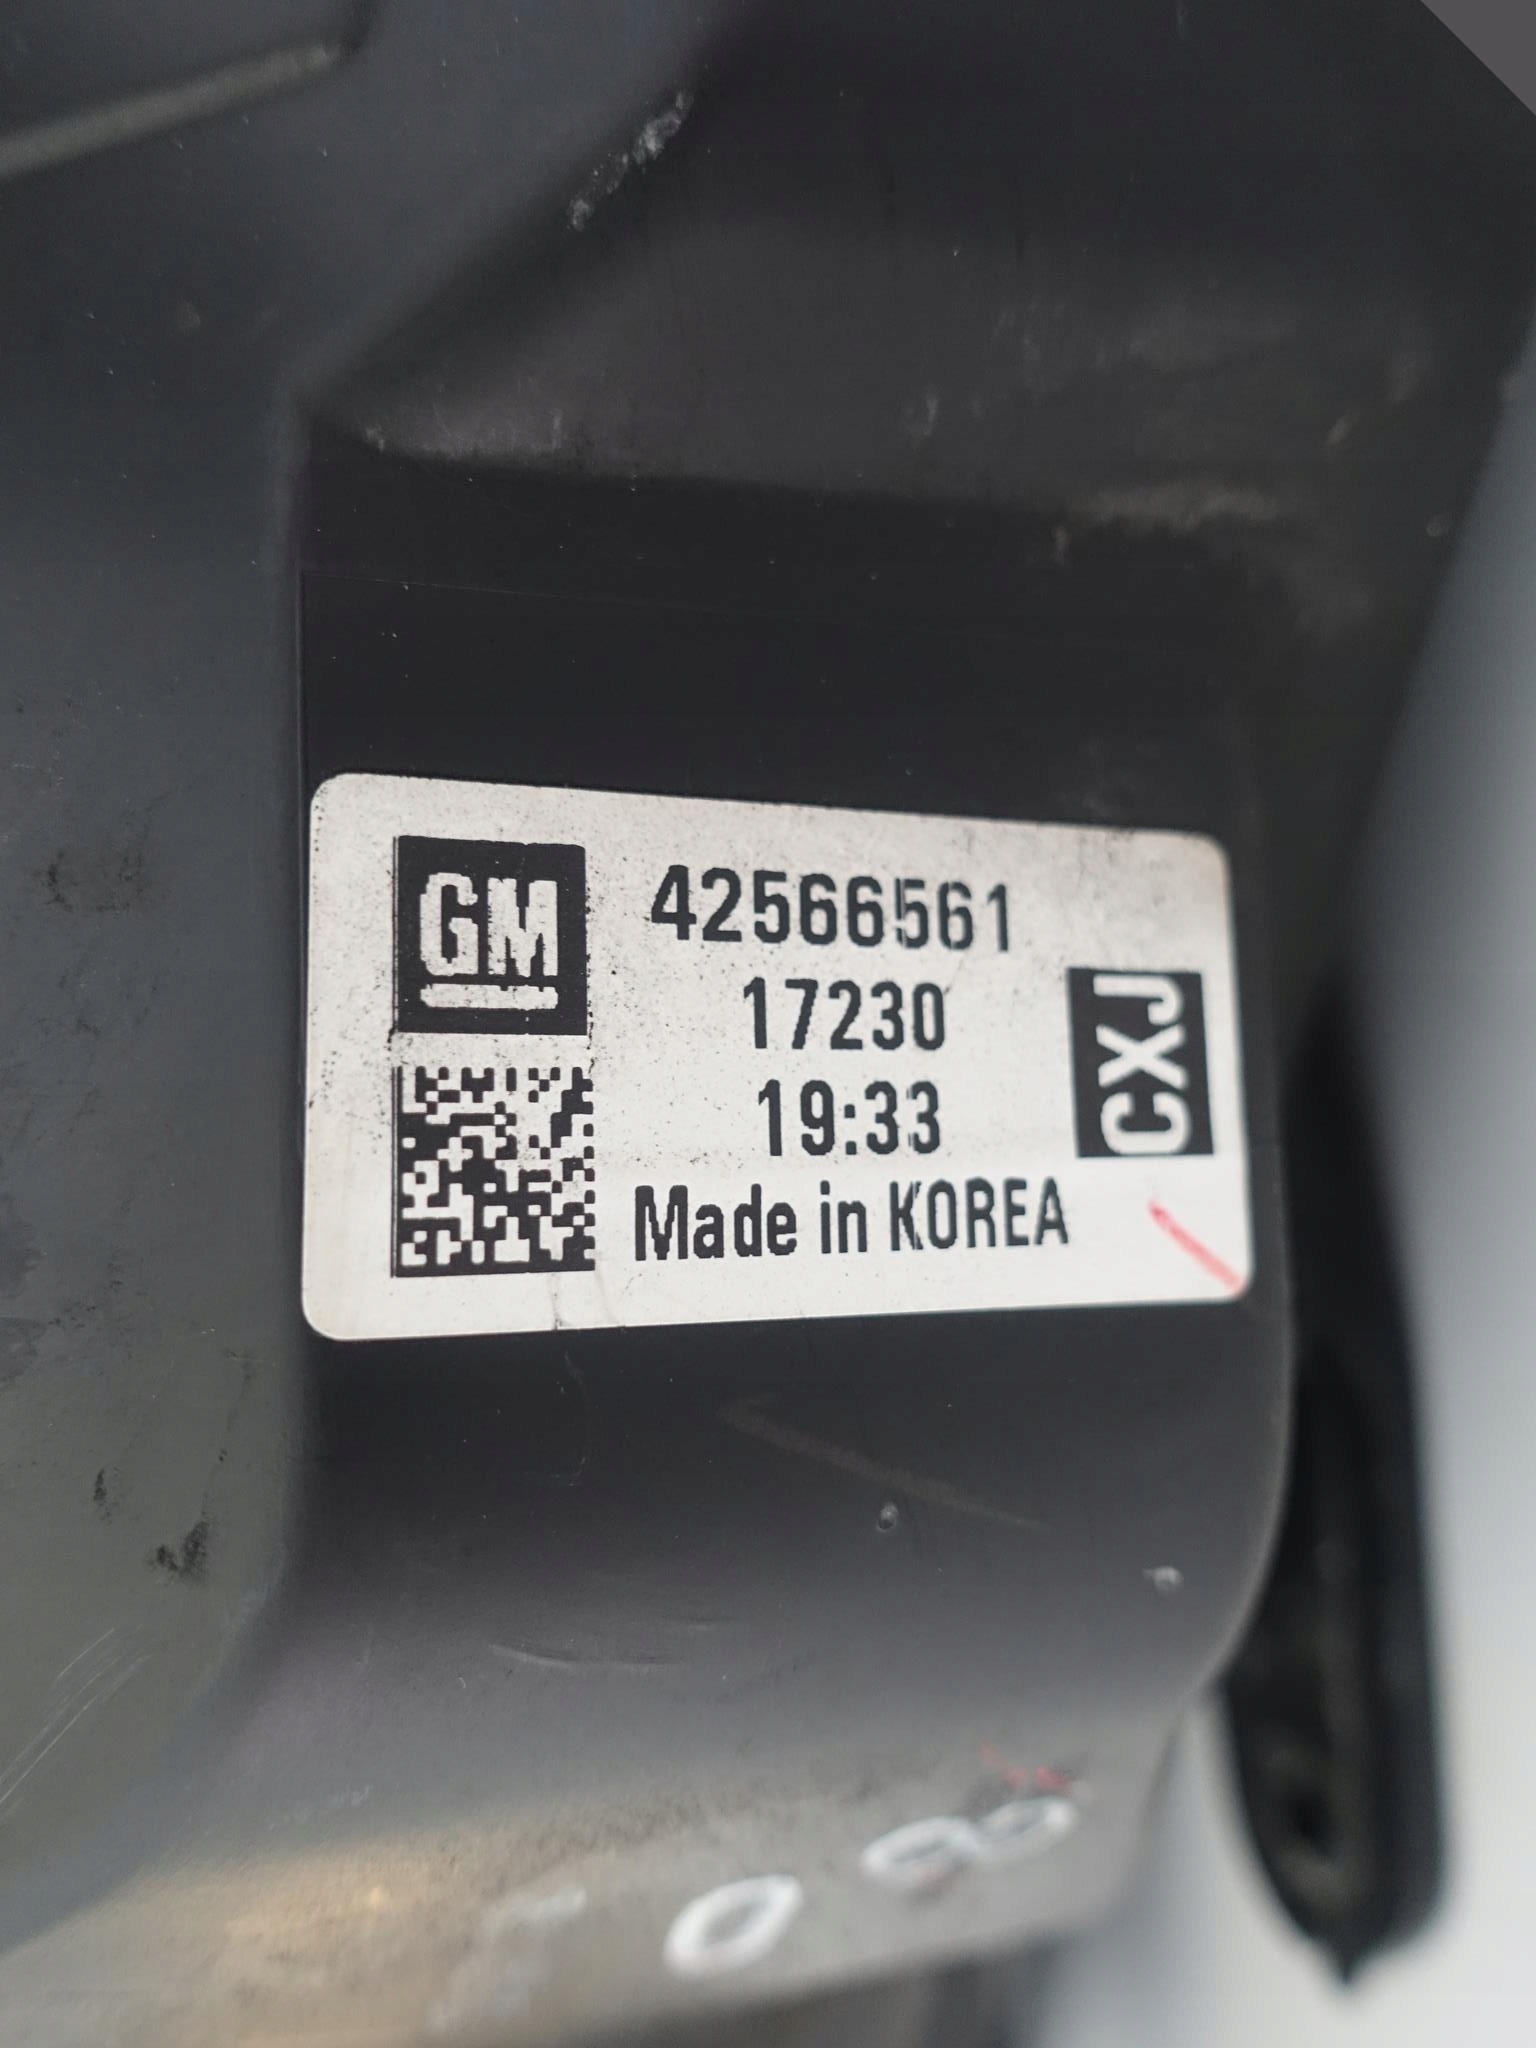 GM
42566561
17230
19:33
Made in KOREA
CXJ